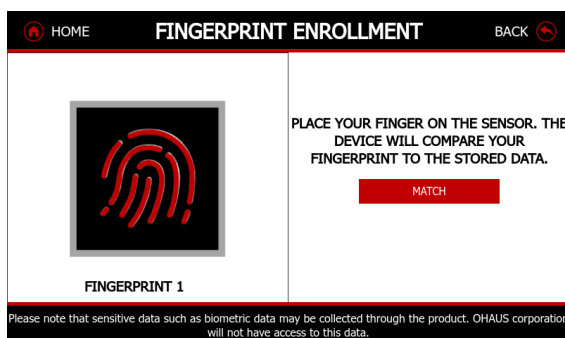 HOME
FINGERPRINT ENROLLMENT
BACK
PLACE YOUR FINGER ON THE SENSOR. THE
DEVICE WILL COMPARE YOUR
FINGERPRINT TO THE STORED DATA.
MATCH
FINGERPRINT 1
Please note that sensitive data such as biometric data may be collected through the product. OHAUS corporation
will not have access to this data.